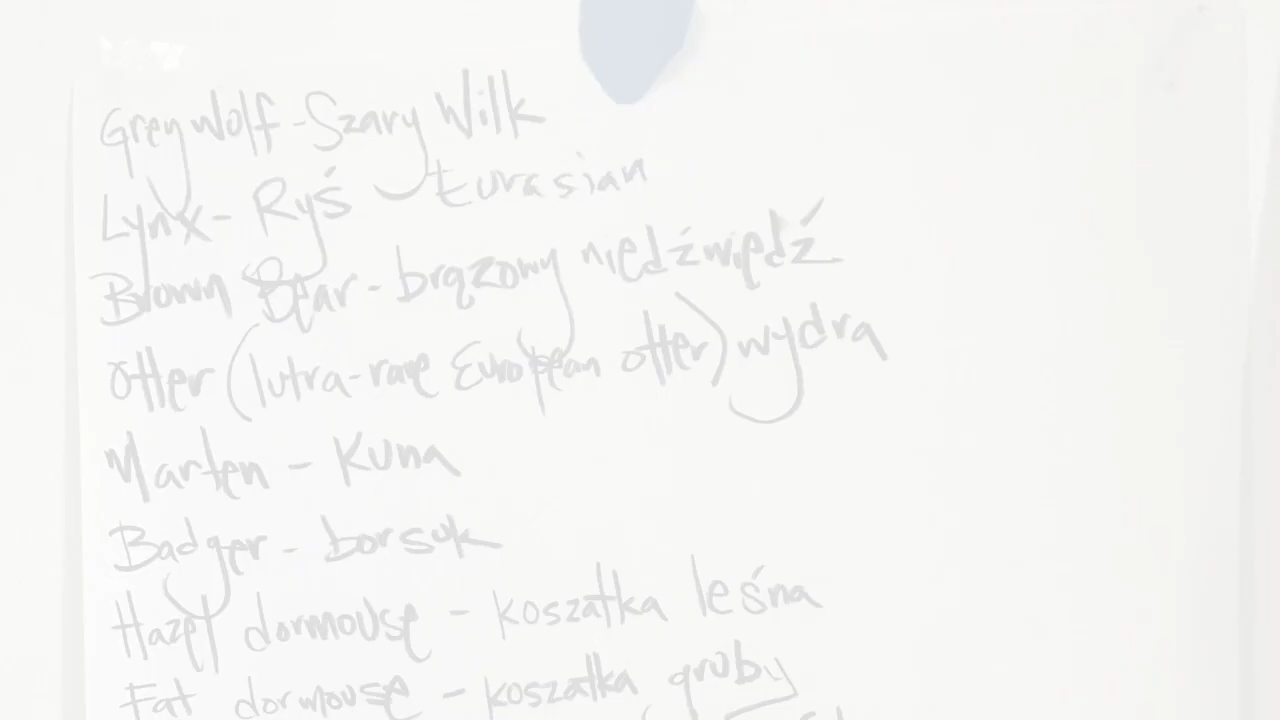 Grey Wolf - Szary Wilk
Lynx - Ryś Eurasian
Brown Bear - brązowy niedźwiedź
Otter (lutra-rare European otter) wydra
Marten - Kuna
Badger - borsuk
Hazel dormouse - koszatka leśna
Fat dormouse - koszatka gruby